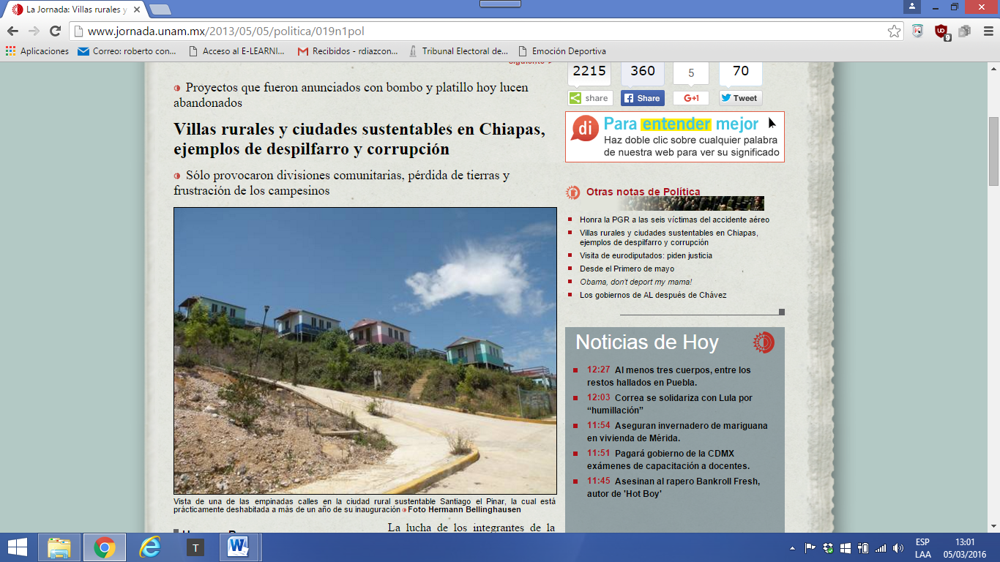 La Jornada: Villas rurales y
www.jornada.unam.mx/2013/05/05/politica/019n1pol
Aplicaciones
Correo: roberto con...
Acceso al E-LEARNI...
Recibidos - rdiazcon...
Tribunal Electoral de...
Emoción Deportiva
9
Proyectos que fueron anunciados con bombo y platillo hoy lucen
abandonados
Villas rurales y ciudades sustentables en Chiapas,
ejemplos de despilfarro y corrupción
Sólo provocaron divisiones comunitarias, pérdida de tierras y
frustración de los campesinos
Vista de una de las empinadas calles en la ciudad rural sustentable Santiago el Pinar, la cual está
prácticamente deshabitada a más de un año de su inauguración Foto Hermann Bellinghausen
La lucha de los integrantes de la
2215 360 5 70
share Share G+1 Tweet
di
Para entender mejor
Haz doble clic sobre cualquier palabra
de nuestra web para ver su significado
Otras notas de Política
Honra la PGR a las seis víctimas del accidente aéreo
Villas rurales y ciudades sustentables en Chiapas,
ejemplos de despilfarro y corrupción
Visita de eurodiputados: piden justicia
Desde el Primero de mayo
Obama, don't deport my mama!
Los gobiernos de AL después de Chávez
Noticias de Hoy
12:27 Al menos tres cuerpos, entre los
restos hallados en Puebla.
12:03 Correa se solidariza con Lula por
“humillación”
11:54 Aseguran invernadero de mariguana
en vivienda de Mérida.
11:51 Pagará gobierno de la CDMX
exámenes de capacitación a docentes.
11:45 Asesinan al rapero Bankroll Fresh,
autor de 'Hot Boy'
T
ESP
LAA
13:01
05/03/2016